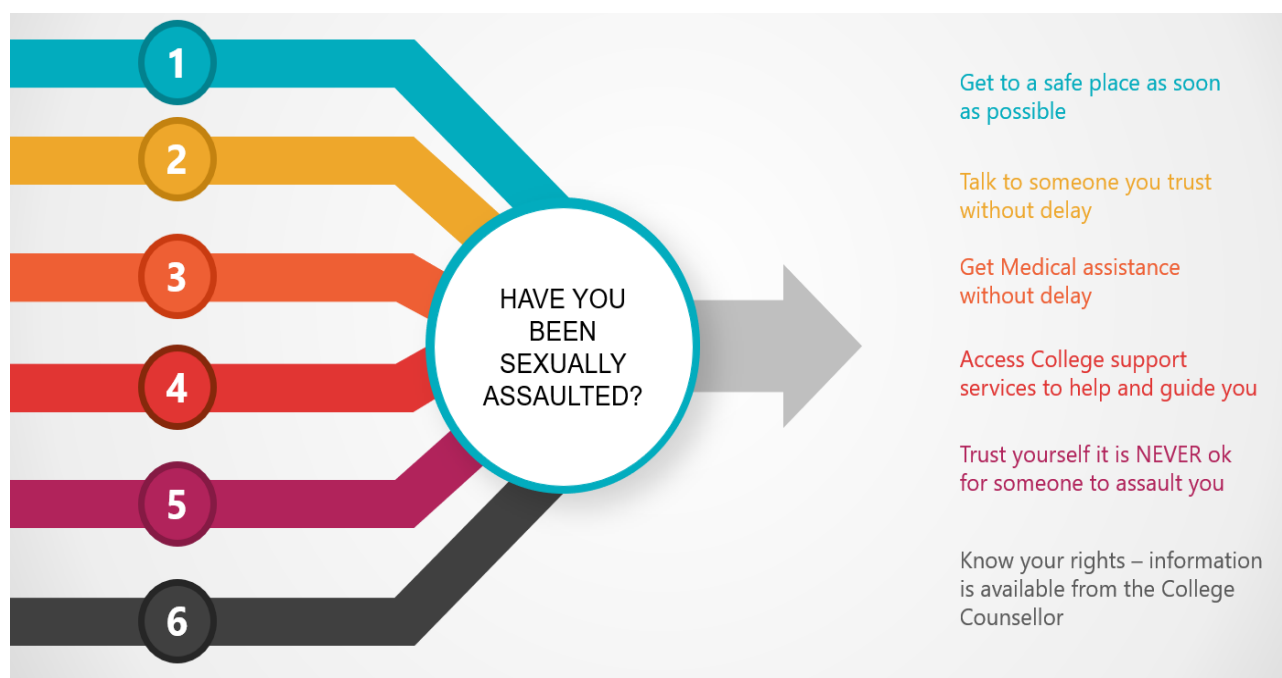 1
2
3
4
5
6
HAVE YOU
BEEN
SEXUALLY
ASSAULTED?
Get to a safe place as soon
as possible
Talk to someone you trust
without delay
Get Medical assistance
without delay
Access College support
services to help and guide you
Trust yourself it is NEVER ok
for someone to assault you
Know your rights – information
is available from the College
Counsellor